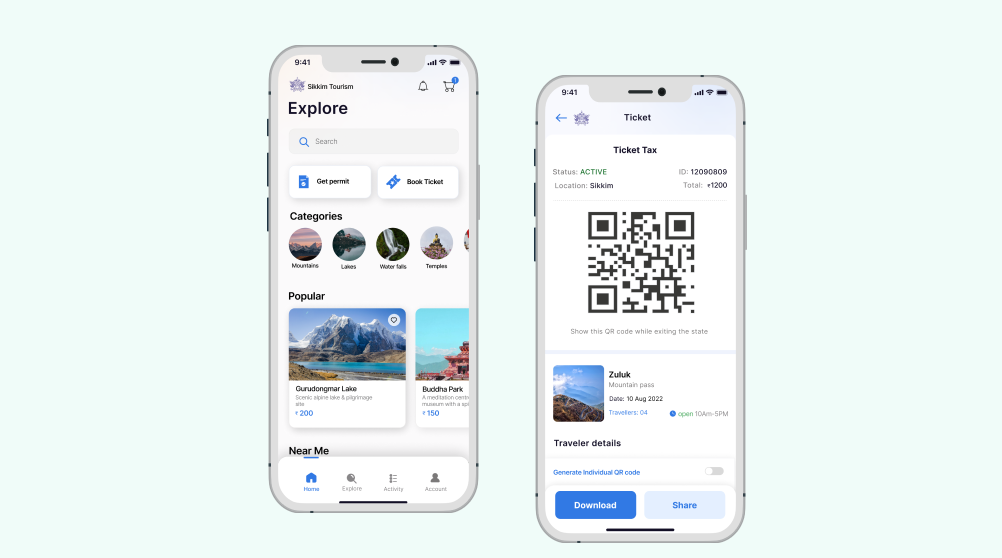 9:41
Sikkim Tourism
1
Explore
Search
Get permit
Book Ticket
Categories
Mountains
Lakes
Water falls
Temples
Popular
Gurudongmar Lake
Scenic alpine lake & pilgrimage
site
₹ 200
Buddha Park
A meditation
museum with a
₹ 150
Near Me
Home
Explore
Activity
Account
9:41
Ticket
Ticket Tax
Status: ACTIVE
ID: 12090809
Location: Sikkim
Total: ₹1200
Show this QR code while exiting the state
Zuluk
Mountain pass
Date: 10 Aug 2022
Travellers: 04
open 10Am-5PM
Traveler details
Generate Individual QR code
Download
Share